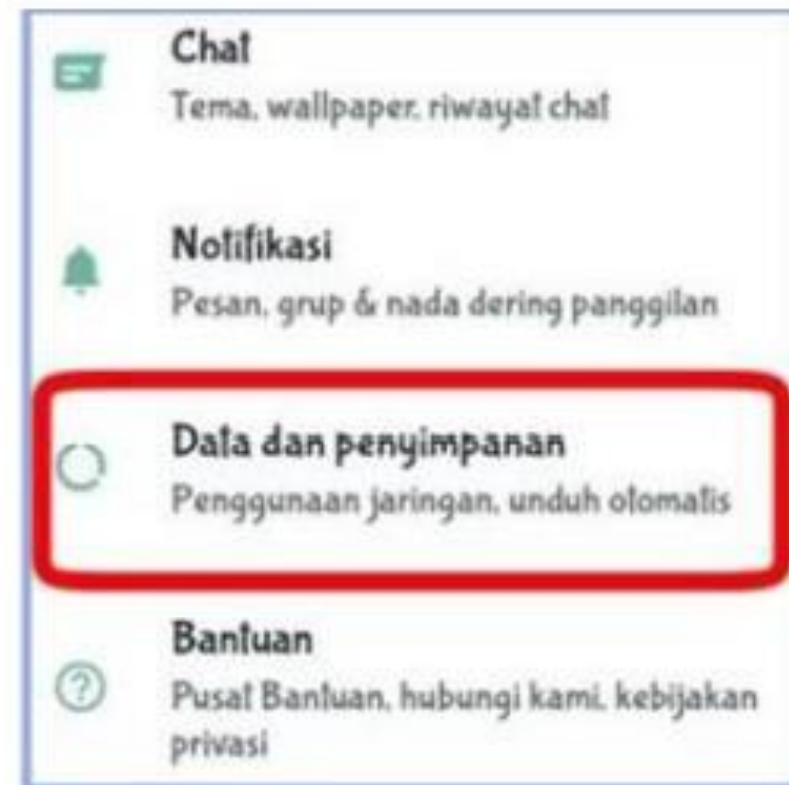 Chat
Tema, wallpaper, riwayat chat
Notifikasi
Pesan, grup & nada dering panggilan
Data dan penyimpanan
Penggunaan jaringan, unduh otomatis
Bantuan
Pusat Bantuan, hubungi kami, kebijakan
privasi